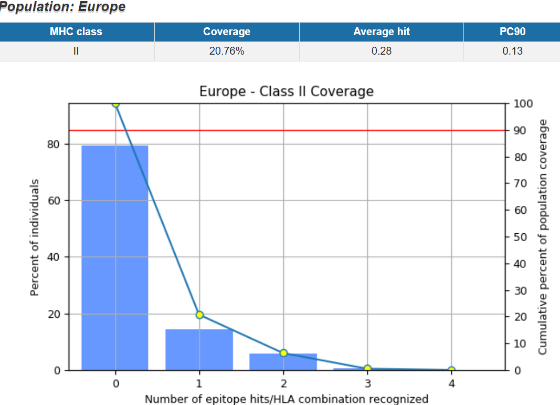 Population: Europe
MHC class Coverage Average hit PC90
II 20.76% 0.28 0.13
Europe - Class II Coverage
100
90
80 80
70
60 60
50
40 40
30
20 20
10
0 0
0 1 2 3 4
Percent of individuals
Cumulative percent of population coverage
Number of epitope hits/HLA combination recognized